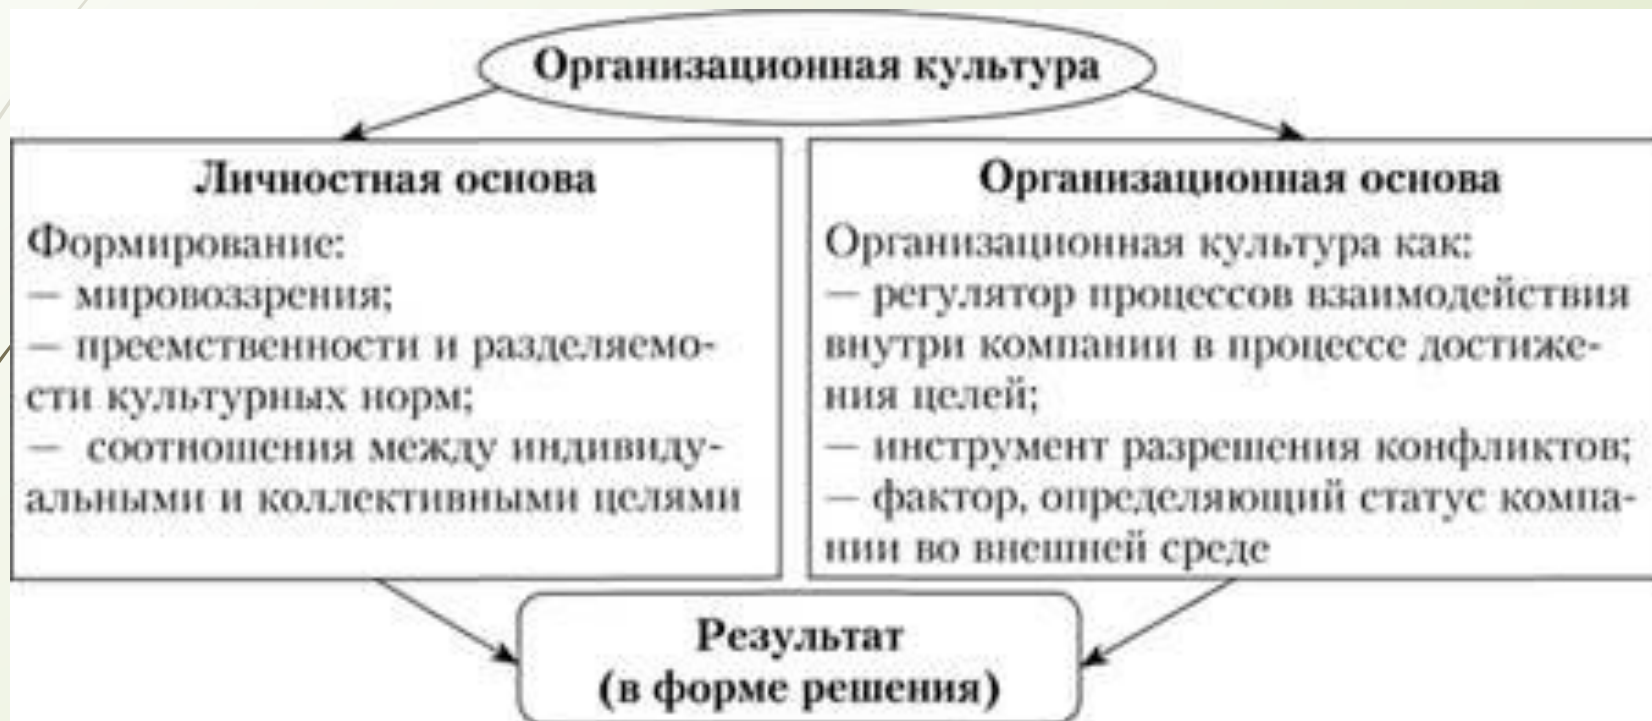 Организационная культура
Личностная основа
Формирование:
— мировоззрения;
— преемственности и разделяемо-
сти культурных норм;
— соотношения между индивиду-
альными и коллективными целями
Организационная основа
Организационная культура как:
— регулятор процессов взаимодействия
внутри компании в процессе достиже-
ния целей;
— инструмент разрешения конфликтов;
— фактор, определяющий статус компа-
нии во внешней среде
Результат
(в форме решения)